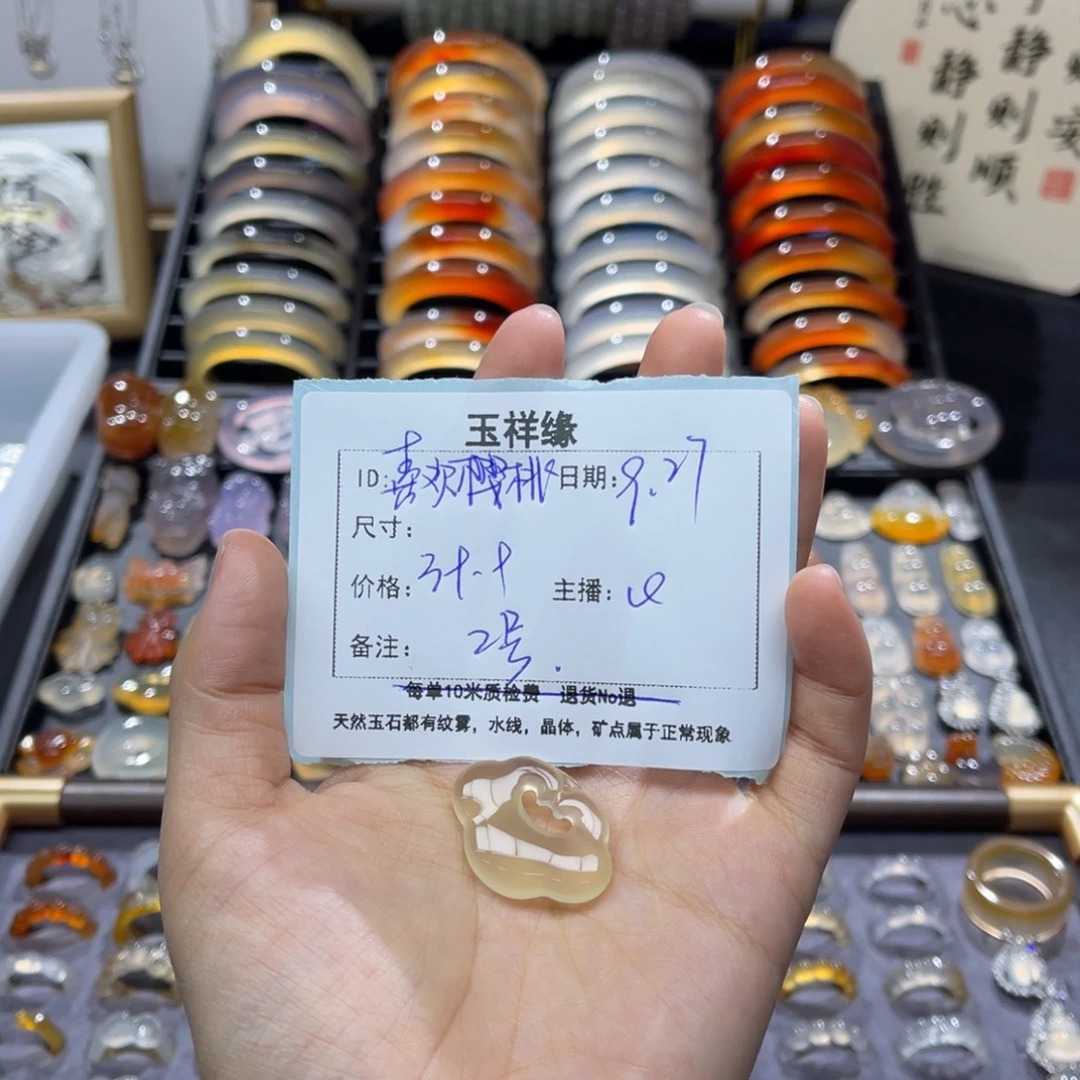 玉祥缘
ID:喜欢樱桃 日期:9.27
尺寸:
价格: 主播:
备注: 2号.
每单10米质检费 退货No退
天然玉石都有纹雾,水线,晶体,矿点属于正常现象
静
静则顺
则